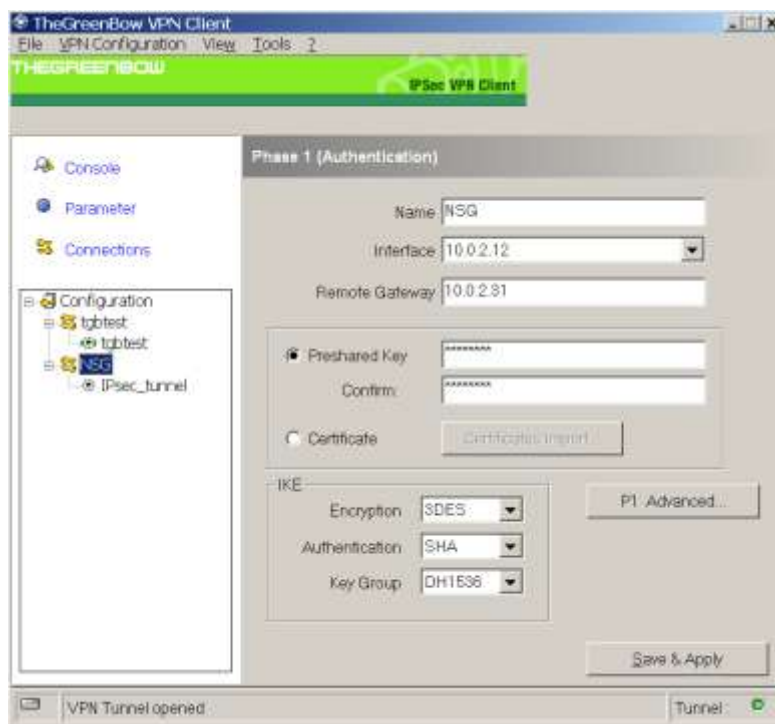 TheGreenBow VPN Client
File VPN Configuration View Tools ?
THEGREENBOW
IPSec VPN Client
Console
Parameter
Connections
Configuration
tgbtest
tgbtest
NSG
IPsec_tunnel
Phase 1 (Authentication)
Name NSG
Interface 10.0.2.12
Remote Gateway 10.0.2.31
Preshared Key ********
Confirm: ********
Certificate Certificates Import...
IKE
Encryption 3DES
Authentication SHA
Key Group DH1536
P1 Advanced...
Save & Apply
VPN Tunnel opened
Tunnel: